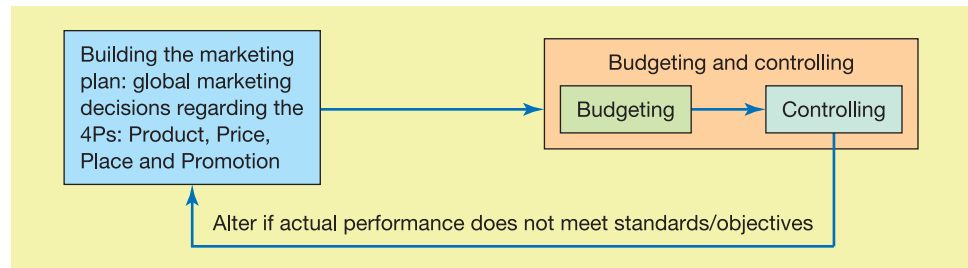 Building the marketing
plan: global marketing
decisions regarding the
4Ps: Product, Price,
Place and Promotion
Budgeting and controlling
Budgeting
Controlling
Alter if actual performance does not meet standards/objectives